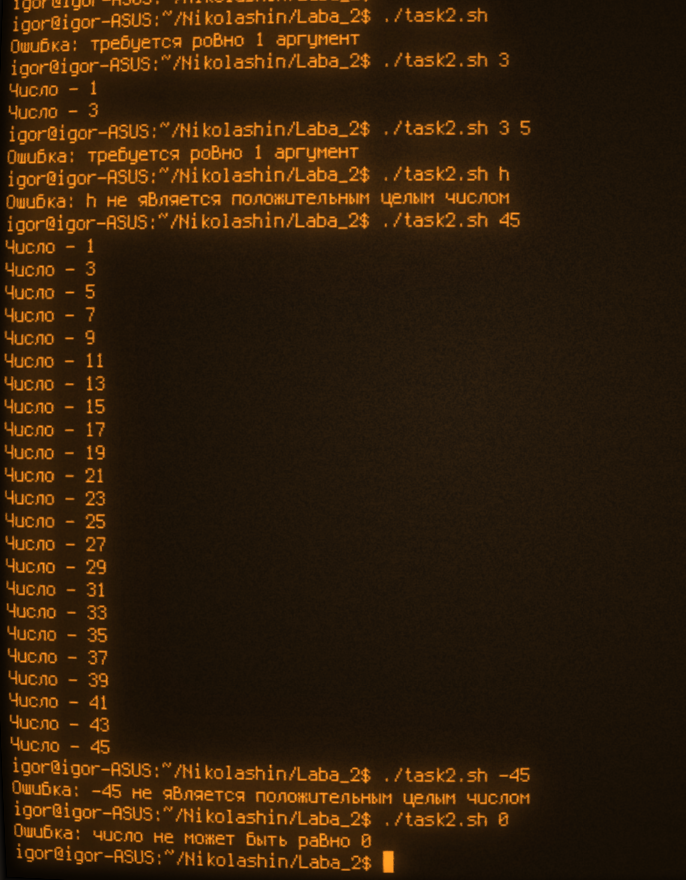 igor@igor-ASUS:~/Nikolashin/Laba_2$ ./task2.sh
Ошибка: требуется ровно 1 аргумент
igor@igor-ASUS:~/Nikolashin/Laba_2$ ./task2.sh 3
Число - 1
Число - 3
igor@igor-ASUS:~/Nikolashin/Laba_2$ ./task2.sh 3 5
Ошибка: требуется ровно 1 аргумент
igor@igor-ASUS:~/Nikolashin/Laba_2$ ./task2.sh h
Ошибка: h не является положительным целым числом
igor@igor-ASUS:~/Nikolashin/Laba_2$ ./task2.sh 45
Число - 1
Число - 3
Число - 5
Число - 7
Число - 9
Число - 11
Число - 13
Число - 15
Число - 17
Число - 19
Число - 21
Число - 23
Число - 25
Число - 27
Число - 29
Число - 31
Число - 33
Число - 35
Число - 37
Число - 39
Число - 41
Число - 43
Число - 45
igor@igor-ASUS:~/Nikolashin/Laba_2$ ./task2.sh -45
Ошибка: -45 не является положительным целым числом
igor@igor-ASUS:~/Nikolashin/Laba_2$ ./task2.sh 0
Ошибка: число не может быть равно 0
igor@igor-ASUS:~/Nikolashin/Laba_2$